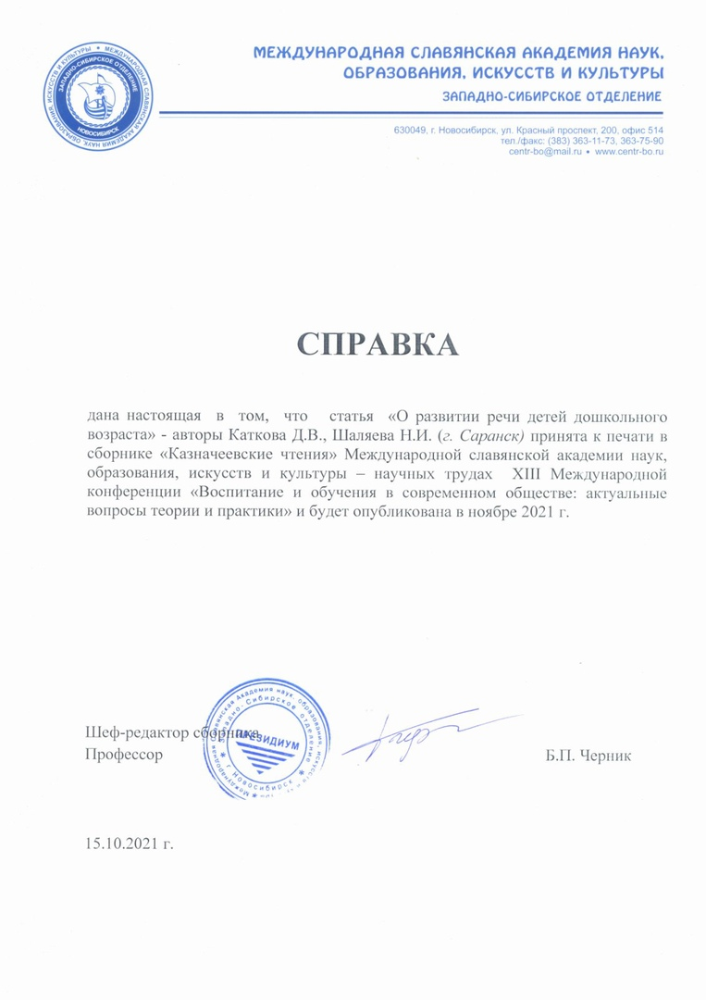 МЕЖДУНАРОДНАЯ СЛАВЯНСКАЯ АКАДЕМИЯ НАУК,
ОБРАЗОВАНИЯ, ИСКУССТВ И КУЛЬТУРЫ
ЗАПАДНО-СИБИРСКОЕ ОТДЕЛЕНИЕ
МЕЖДУНАРОДНАЯ СЛАВЯНСКАЯ АКАДЕМИЯ НАУК, ОБРАЗОВАНИЯ, ИСКУССТВ И КУЛЬТУРЫ
ЗАПАДНО-СИБИРСКОЕ ОТДЕЛЕНИЕ
НОВОСИБИРСК
630049, г. Новосибирск, ул. Красный проспект, 200, офис 514
тел./факс: (383) 363-11-73, 363-75-90
centr-bo@mail.ru • www.centr-bo.ru
СПРАВКА
дана настоящая в том, что статья «О развитии речи детей дошкольного
возраста» - авторы Каткова Д.В., Шаляева Н.И. (г. Саранск) принята к печати в
сборнике «Казначеевские чтения» Международной славянской академии наук,
образования, искусств и культуры – научных трудах XIII Международной
конференции «Воспитание и обучения в современном обществе: актуальные
вопросы теории и практики» и будет опубликована в ноябре 2021 г.
Шеф-редактор сборника
Профессор
Б.П. Черник
Международная Славянская Академия наук, образования, искусств
Западно-Сибирское отделение
г. Новосибирск
ПРЕЗИДИУМ
15.10.2021 г.